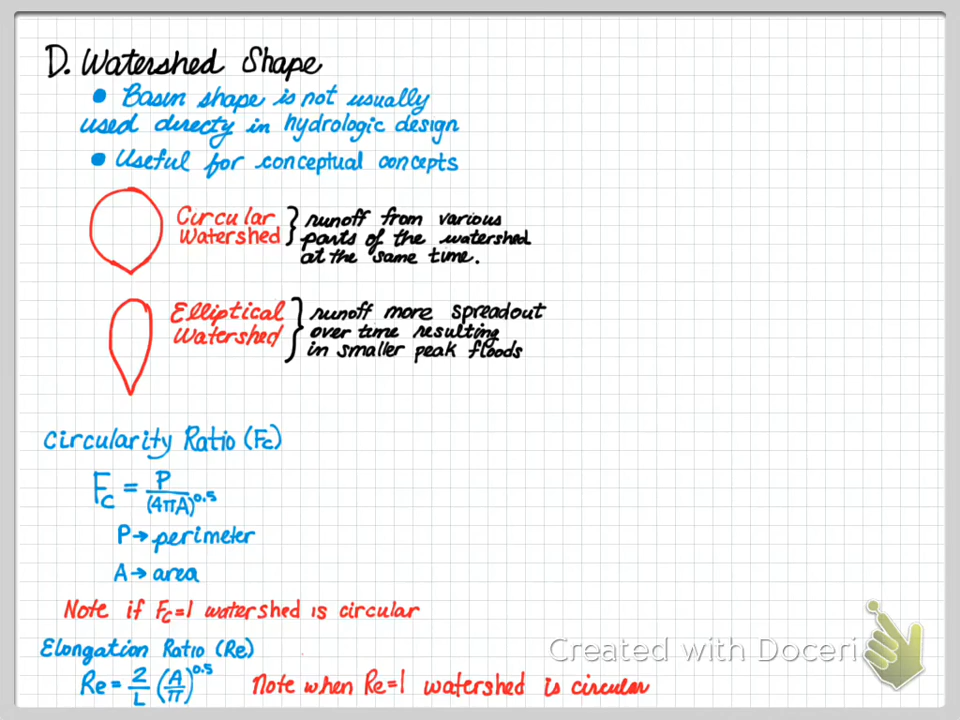 D. Watershed Shape
• Basin shape is not usually
used directy in hydrologic design
• Useful for conceptual concepts
Circular
Watershed
} runoff from various
parts of the watershed
at the same time.
Elliptical
Watershed
} runoff more spreadout
over time resulting
in smaller peak floods
Circularity Ratio (Fc)
Fc = P / (4πA)^0.5
P → perimeter
A → area
Note if Fc=1 watershed is circular
Elongation Ratio (Re)
Re = 2/L (A/π)^0.5 Note when Re=1 watershed is circular
Created with Doceri